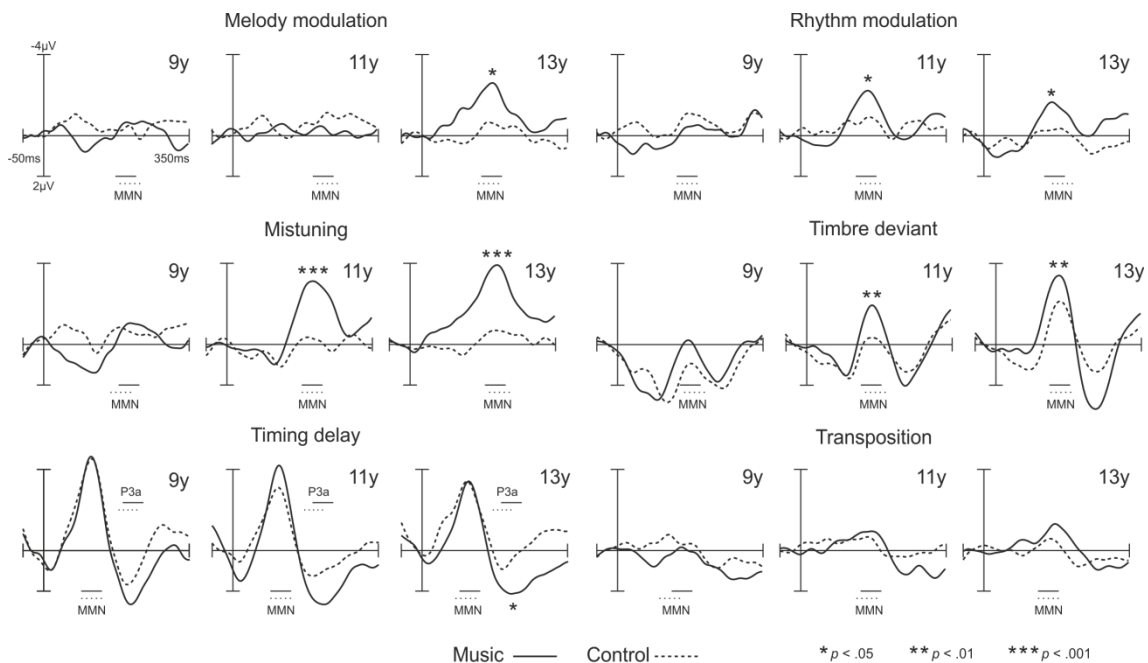 Melody modulation
Rhythm modulation
-4µV
9y
11y
13y
*
9y
11y
*
13y
*
-50ms
350ms
2µV
MMN
MMN
MMN
MMN
MMN
MMN
Mistuning
Timbre deviant
9y
11y
***
13y
***
9y
11y
**
13y
**
MMN
MMN
MMN
MMN
MMN
MMN
Timing delay
Transposition
9y
P3a
11y
P3a
13y
P3a
9y
11y
13y
MMN
MMN
MMN
*
MMN
MMN
MMN
Music
Control
*p < .05
**p < .01
***p < .001